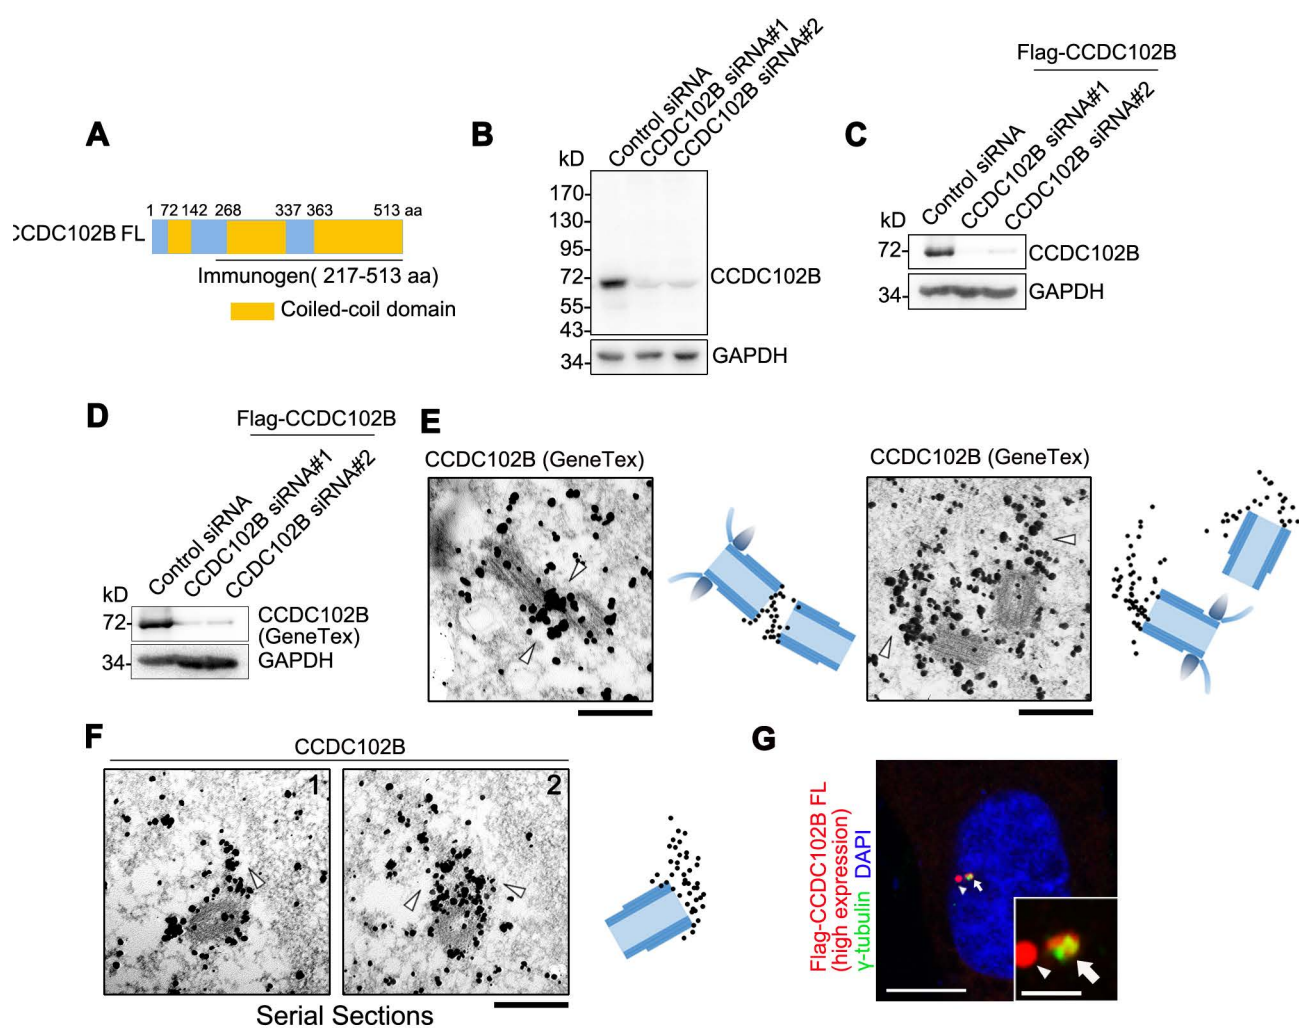 A
1 72 142 268 337 363 513 aa
CCDC102B FL
Immunogen( 217-513 aa)
Coiled-coil domain
B
Control siRNA
CCDC102B siRNA#1
CCDC102B siRNA#2
kD
170
130
95
72
55
43
34
CCDC102B
GAPDH
C
Flag-CCDC102B
Control siRNA
CCDC102B siRNA#1
CCDC102B siRNA#2
kD
72
34
CCDC102B
GAPDH
D
Flag-CCDC102B
Control siRNA
CCDC102B siRNA#1
CCDC102B siRNA#2
kD
72
34
CCDC102B
(GeneTex)
GAPDH
E
CCDC102B (GeneTex)
CCDC102B (GeneTex)
F
CCDC102B
1
2
Serial Sections
G
Flag-CCDC102B FL
(high expression)
γ-tubulin DAPI